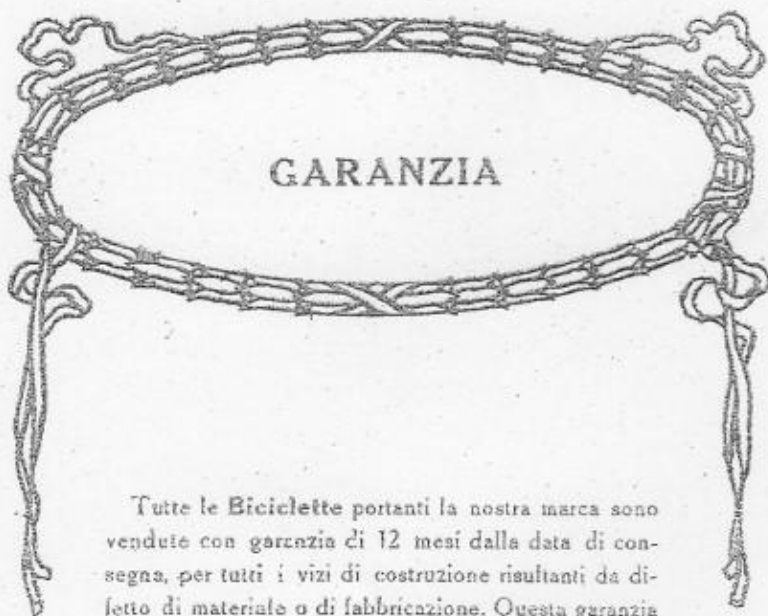 GARANZIA
Tutte le Biciclette portanti la nostra marca sono
vendute con garanzia di 12 mesi dalla data di con-
segna, per tutti i vizi di costruzione risultanti da di-
fetto di materiale o di fabbricazione. Questa garanzia